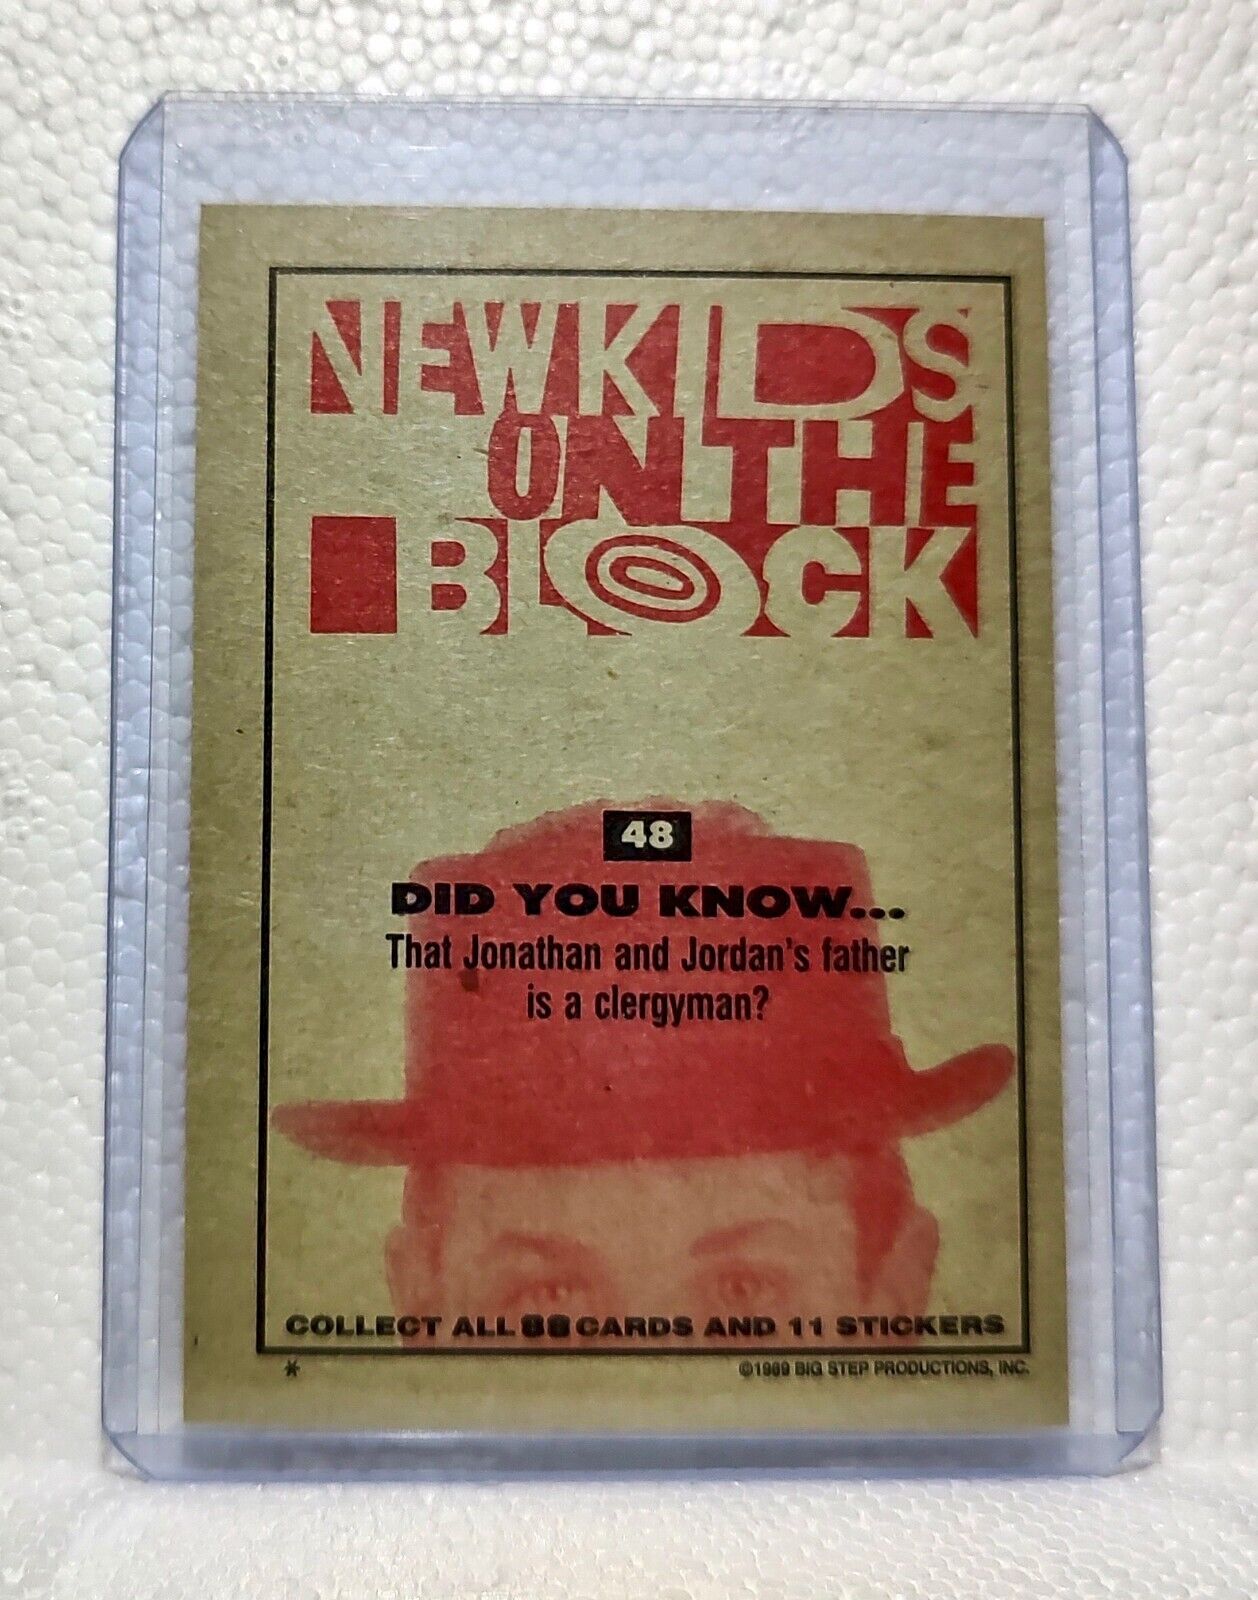 NEW KIDS
ON THE
BLOCK
48
DID YOU KNOW...
That Jonathan and Jordan's father
is a clergyman?
COLLECT ALL 88 CARDS AND 11 STICKERS
* ©1989 BIG STEP PRODUCTIONS, INC.